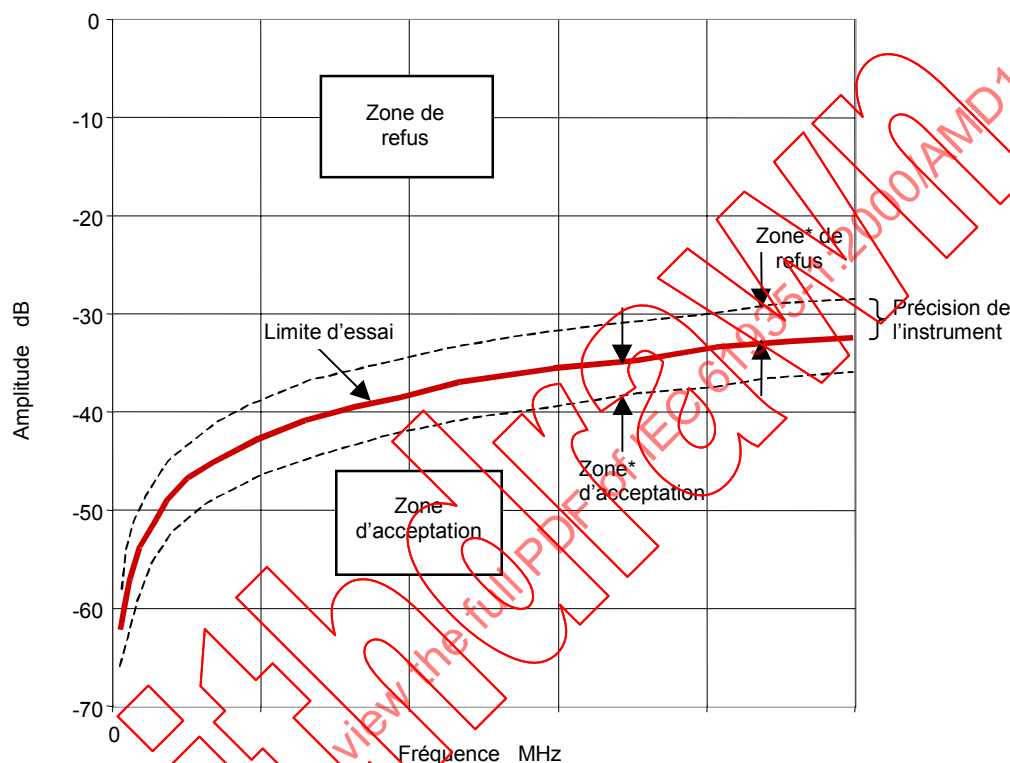 0
-10
-20
-30
-40
-50
-60
-70
0
Amplitude dB
Fréquence MHz
Zone de
refus
Zone* de
refus
Limite d'essai
Précision de
l'instrument
Zone*
d'acceptation
Zone
d'acceptation
view the full PDF of IEC 61935-1:2000/AMD1